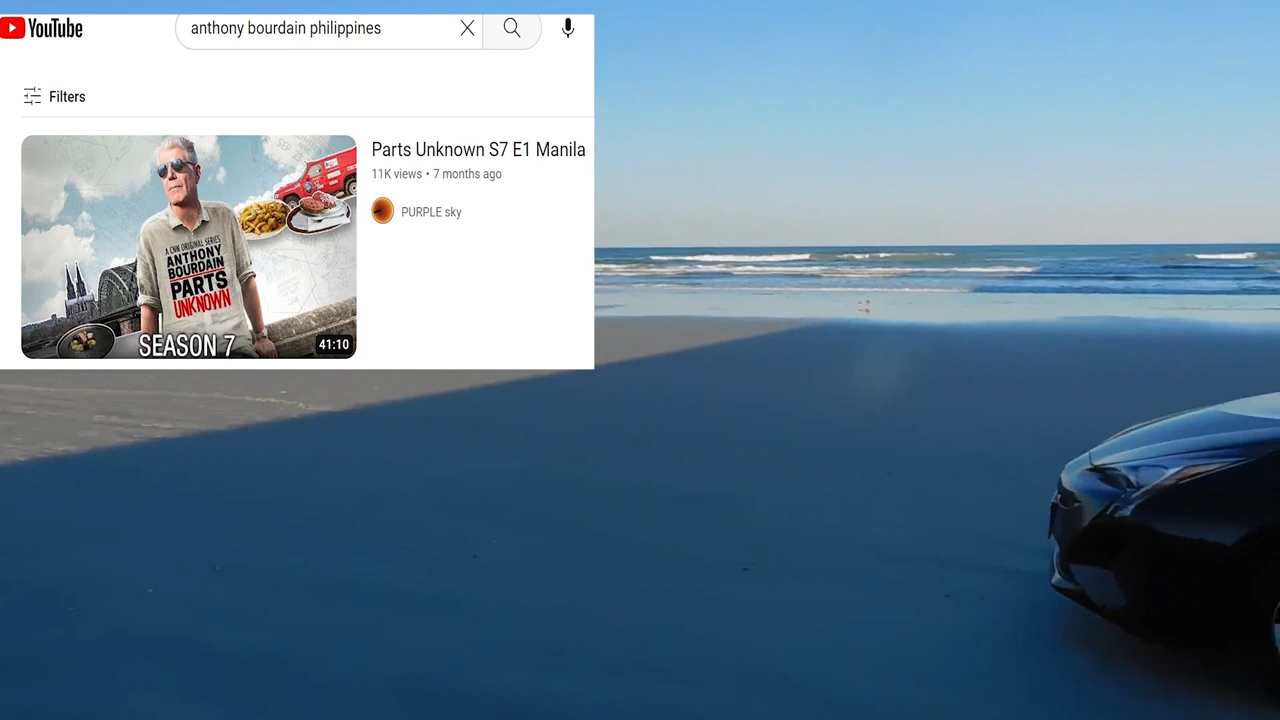 YouTube
anthony bourdain philippines
Filters
Parts Unknown S7 E1 Manila
11K views • 7 months ago
PURPLE sky
A CNN ORIGINAL SERIES
ANTHONY
BOURDAIN
PARTS
UNKNOWN
SEASON 7
41:10